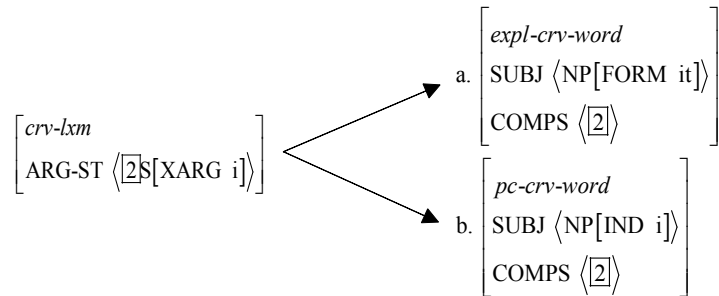 crv-lxm
ARG-ST ⟨[2]S[XARG i]⟩
a.
expl-crv-word
SUBJ ⟨NP[FORM it]⟩
COMPS ⟨[2]⟩
b.
pc-crv-word
SUBJ ⟨NP[IND i]⟩
COMPS ⟨[2]⟩